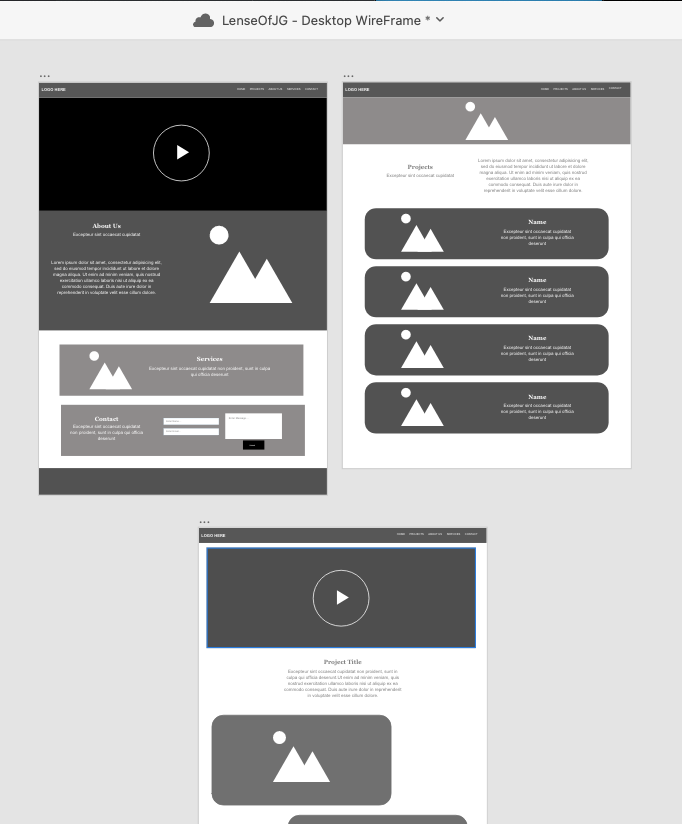 LenseOfJG - Desktop WireFrame *
LOGO HERE
HOME PROJECTS ABOUT US SERVICES CONTACT
About Us
Excepteur sint occaecat cupidatat
Lorem ipsum dolor sit amet, consectetur adipisicing elit,
sed do eiusmod tempor incididunt ut labore et dolore
magna aliqua. Ut enim ad minim veniam, quis nostrud
exercitation ullamco laboris nisi ut aliquip ex ea
commodo consequat. Duis aute irure dolor in
reprehenderit in voluptate velit esse cillum dolore.
Services
Excepteur sint occaecat cupidatat non proident, sunt in culpa
qui officia deserunt
Contact
Excepteur sint occaecat cupidatat
non proident, sunt in culpa qui officia
deserunt
LOGO HERE
HOME PROJECTS ABOUT US SERVICES CONTACT
Projects
Excepteur sint occaecat cupidatat
Lorem ipsum dolor sit amet, consectetur adipisicing elit,
sed do eiusmod tempor incididunt ut labore et dolore
magna aliqua. Ut enim ad minim veniam, quis nostrud
exercitation ullamco laboris nisi ut aliquip ex ea
commodo consequat. Duis aute irure dolor in
reprehenderit in voluptate velit esse cillum dolore.
Name
Excepteur sint occaecat cupidatat
non proident, sunt in culpa qui officia
deserunt
Name
Excepteur sint occaecat cupidatat
non proident, sunt in culpa qui officia
deserunt
Name
Excepteur sint occaecat cupidatat
non proident, sunt in culpa qui officia
deserunt
Name
Excepteur sint occaecat cupidatat
non proident, sunt in culpa qui officia
deserunt
LOGO HERE
HOME PROJECTS ABOUT US SERVICES CONTACT
Project Title
Excepteur sint occaecat cupidatat non proident, sunt in
culpa qui officia deserunt Ut enim ad minim veniam, quis
nostrud exercitation ullamco laboris nisi ut aliquip ex ea
commodo consequat. Duis aute irure dolor in reprehenderit
in voluptate velit esse cillum dolore.